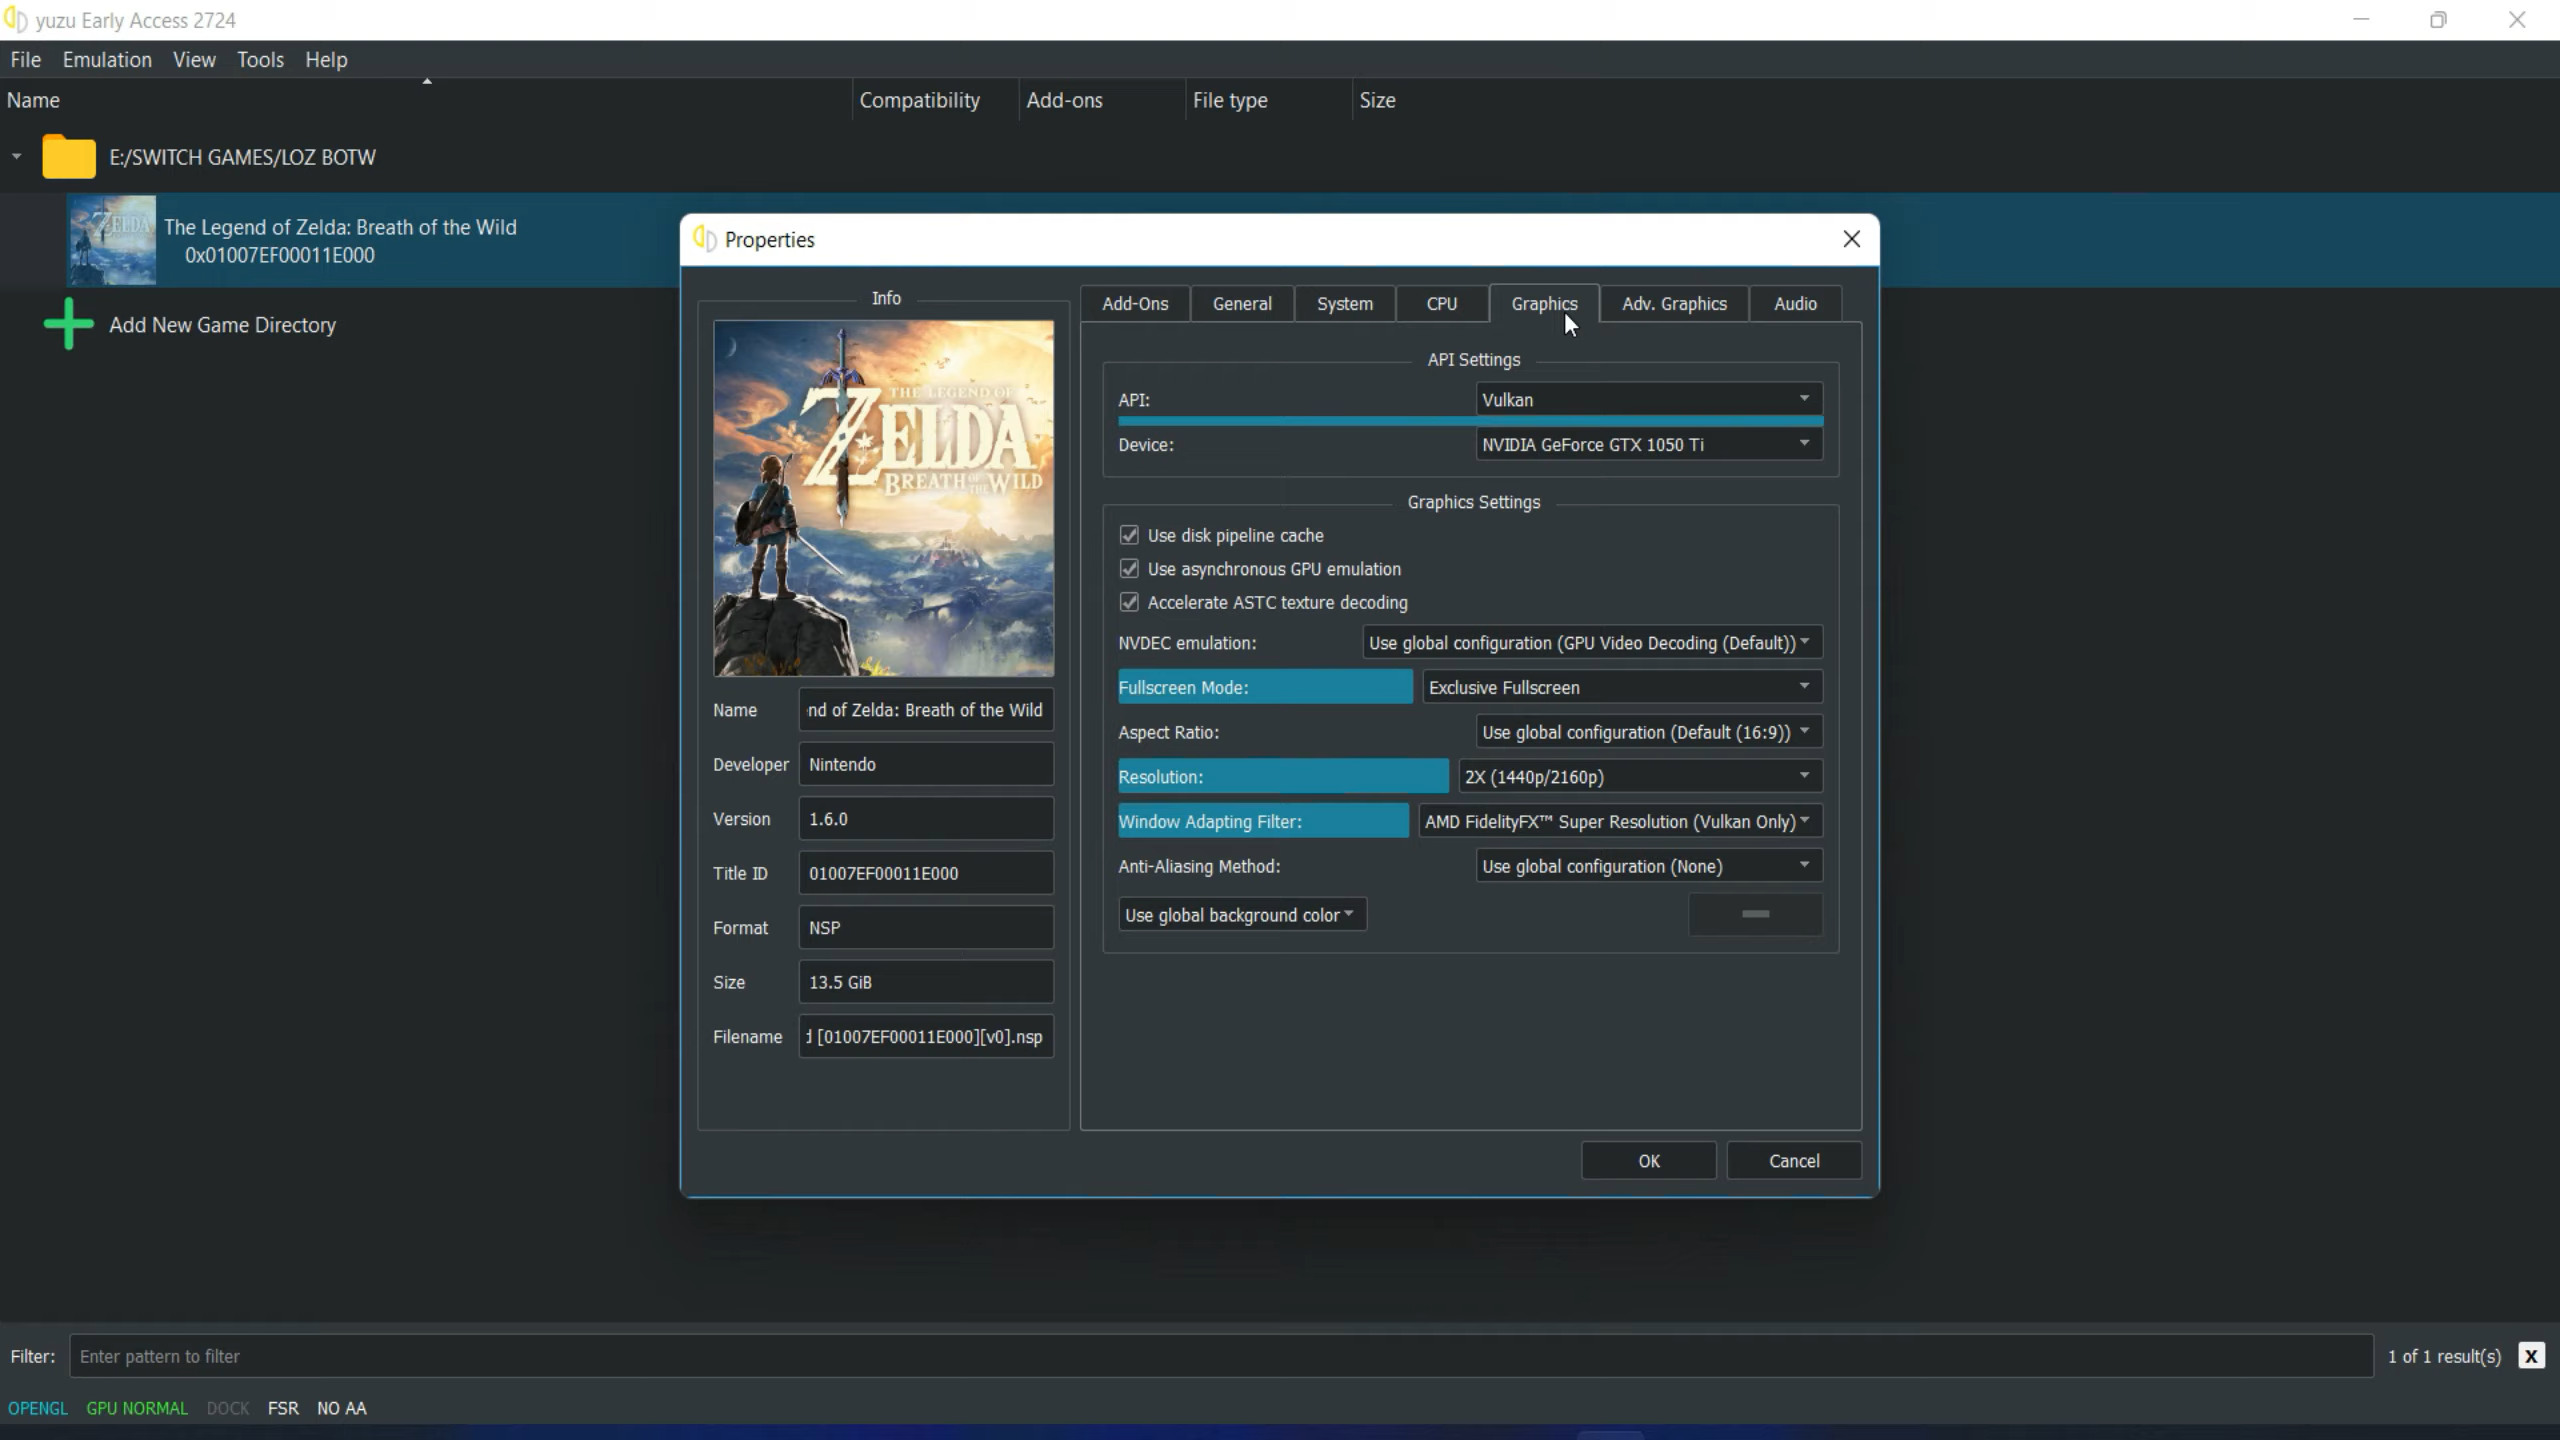 yuzu Early Access 2724
File Emulation View Tools Help
Name Compatibility Add-ons File type Size
E:/SWITCH GAMES/LOZ BOTW
The Legend of Zelda: Breath of the Wild
0x01007EF00011E000
Add New Game Directory
Properties
Info
THE LEGEND OF
ZELDA
BREATH OF THE WILD
Name nd of Zelda: Breath of the Wild
Developer Nintendo
Version 1.6.0
Title ID 01007EF00011E000
Format NSP
Size 13.5 GiB
Filename d [01007EF00011E000][v0].nsp
Add-Ons General System CPU Graphics Adv. Graphics Audio
API Settings
API: Vulkan
Device: NVIDIA GeForce GTX 1050 Ti
Graphics Settings
Use disk pipeline cache
Use asynchronous GPU emulation
Accelerate ASTC texture decoding
NVDEC emulation: Use global configuration (GPU Video Decoding (Default))
Fullscreen Mode: Exclusive Fullscreen
Aspect Ratio: Use global configuration (Default (16:9))
Resolution: 2X (1440p/2160p)
Window Adapting Filter: AMD FidelityFX™ Super Resolution (Vulkan Only)
Anti-Aliasing Method: Use global configuration (None)
Use global background color
OK Cancel
Filter: Enter pattern to filter 1 of 1 result(s) X
OPENGL GPU NORMAL DOCK FSR NO AA